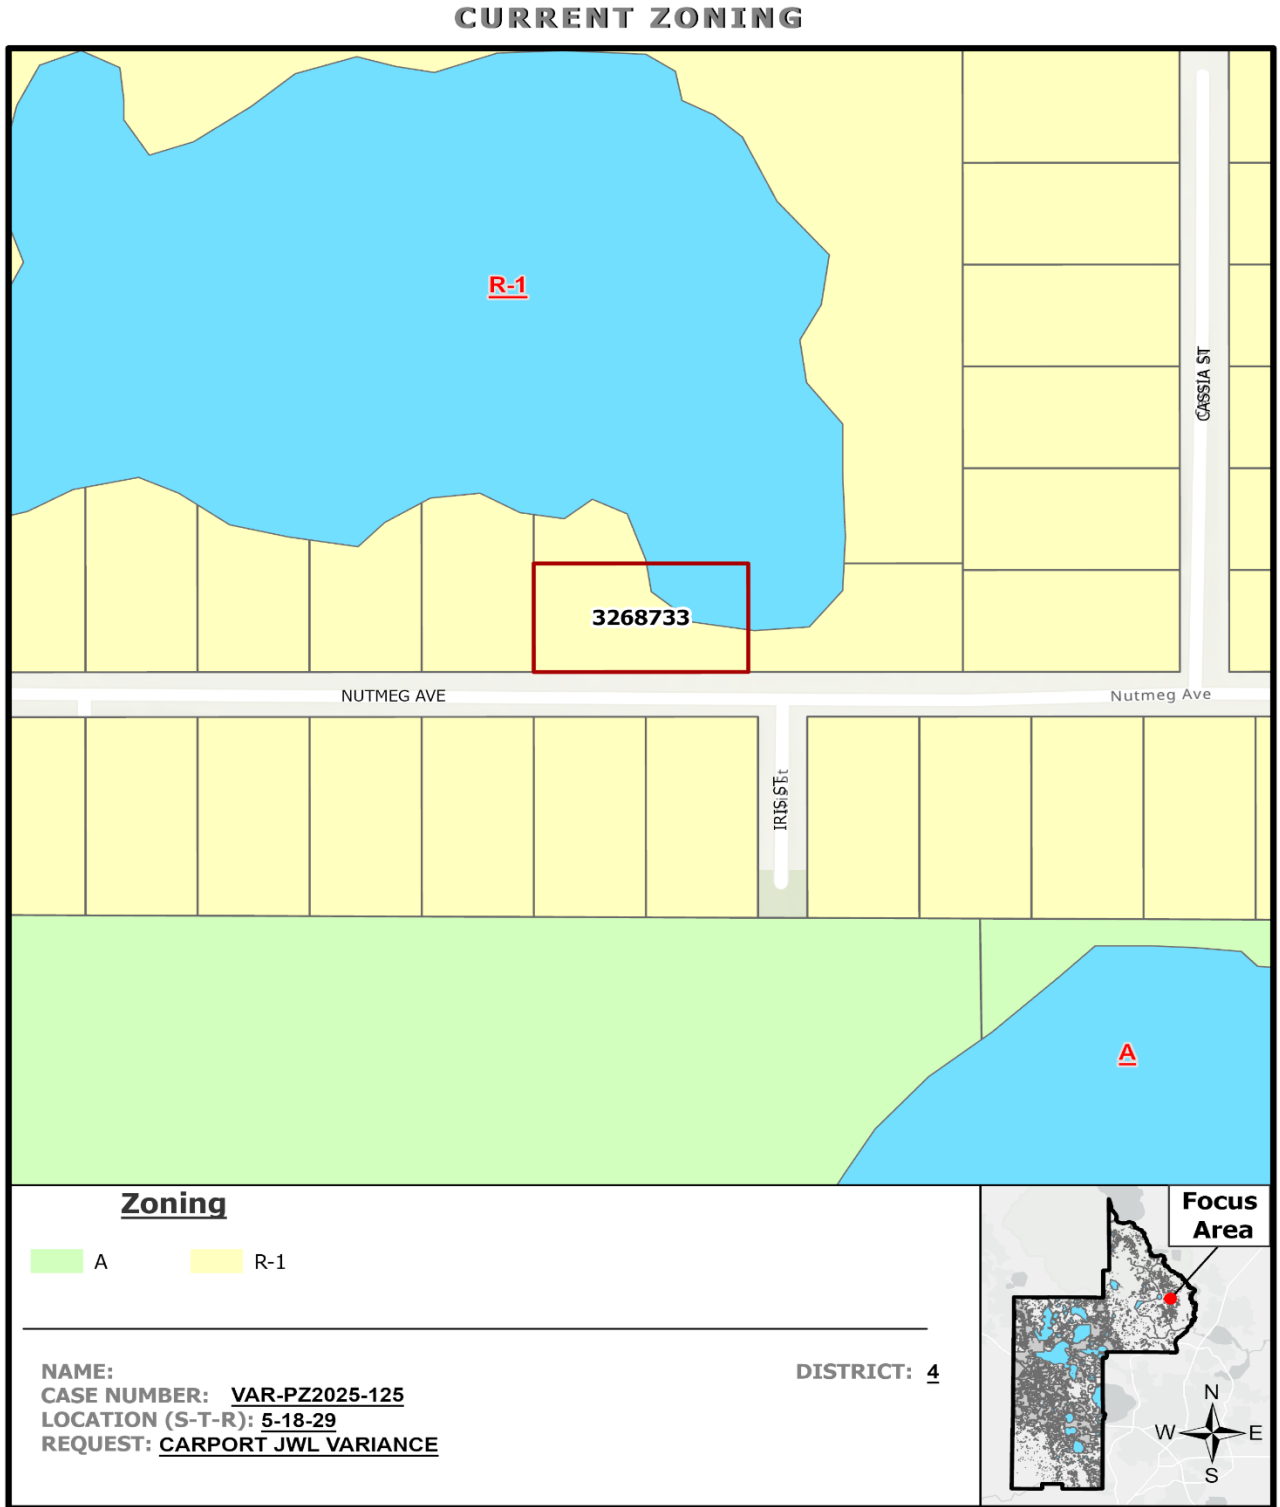 CURRENT ZONING
R-1
CASSIA ST
3268733
NUTMEG AVE
Nutmeg Ave
IRIS ST
A
Zoning
A
R-1
Focus
Area
NAME:
DISTRICT: 4
CASE NUMBER: VAR-PZ2025-125
LOCATION (S-T-R): 5-18-29
REQUEST: CARPORT JWL VARIANCE
N
W
E
S